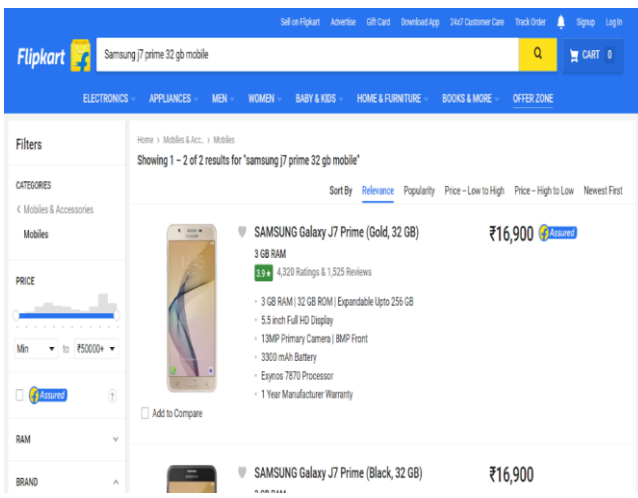 Sell on Flipkart Advertise Gift Card Download App 24x7 Customer Care Track Order Signup Log In
Flipkart
Samsung j7 prime 32 gb mobile
CART 0
ELECTRONICS APPLIANCES MEN WOMEN BABY & KIDS HOME & FURNITURE BOOKS & MORE OFFER ZONE
Filters
CATEGORIES
< Mobiles & Accessories
Mobiles
PRICE
Min to ₹50000+
Assured ?
RAM
BRAND
Home > Mobiles & Acc.. > Mobiles
Showing 1 – 2 of 2 results for "samsung j7 prime 32 gb mobile"
Sort By Relevance Popularity Price -- Low to High Price -- High to Low Newest First
SAMSUNG Galaxy J7 Prime (Gold, 32 GB)
₹16,900 Assured
3 GB RAM
3.9 ★ 4,320 Ratings & 1,525 Reviews
3 GB RAM | 32 GB ROM | Expandable Upto 256 GB
5.5 inch Full HD Display
13MP Primary Camera | 8MP Front
3300 mAh Battery
Exynos 7870 Processor
1 Year Manufacturer Warranty
Add to Compare
SAMSUNG Galaxy J7 Prime (Black, 32 GB)
₹16,900